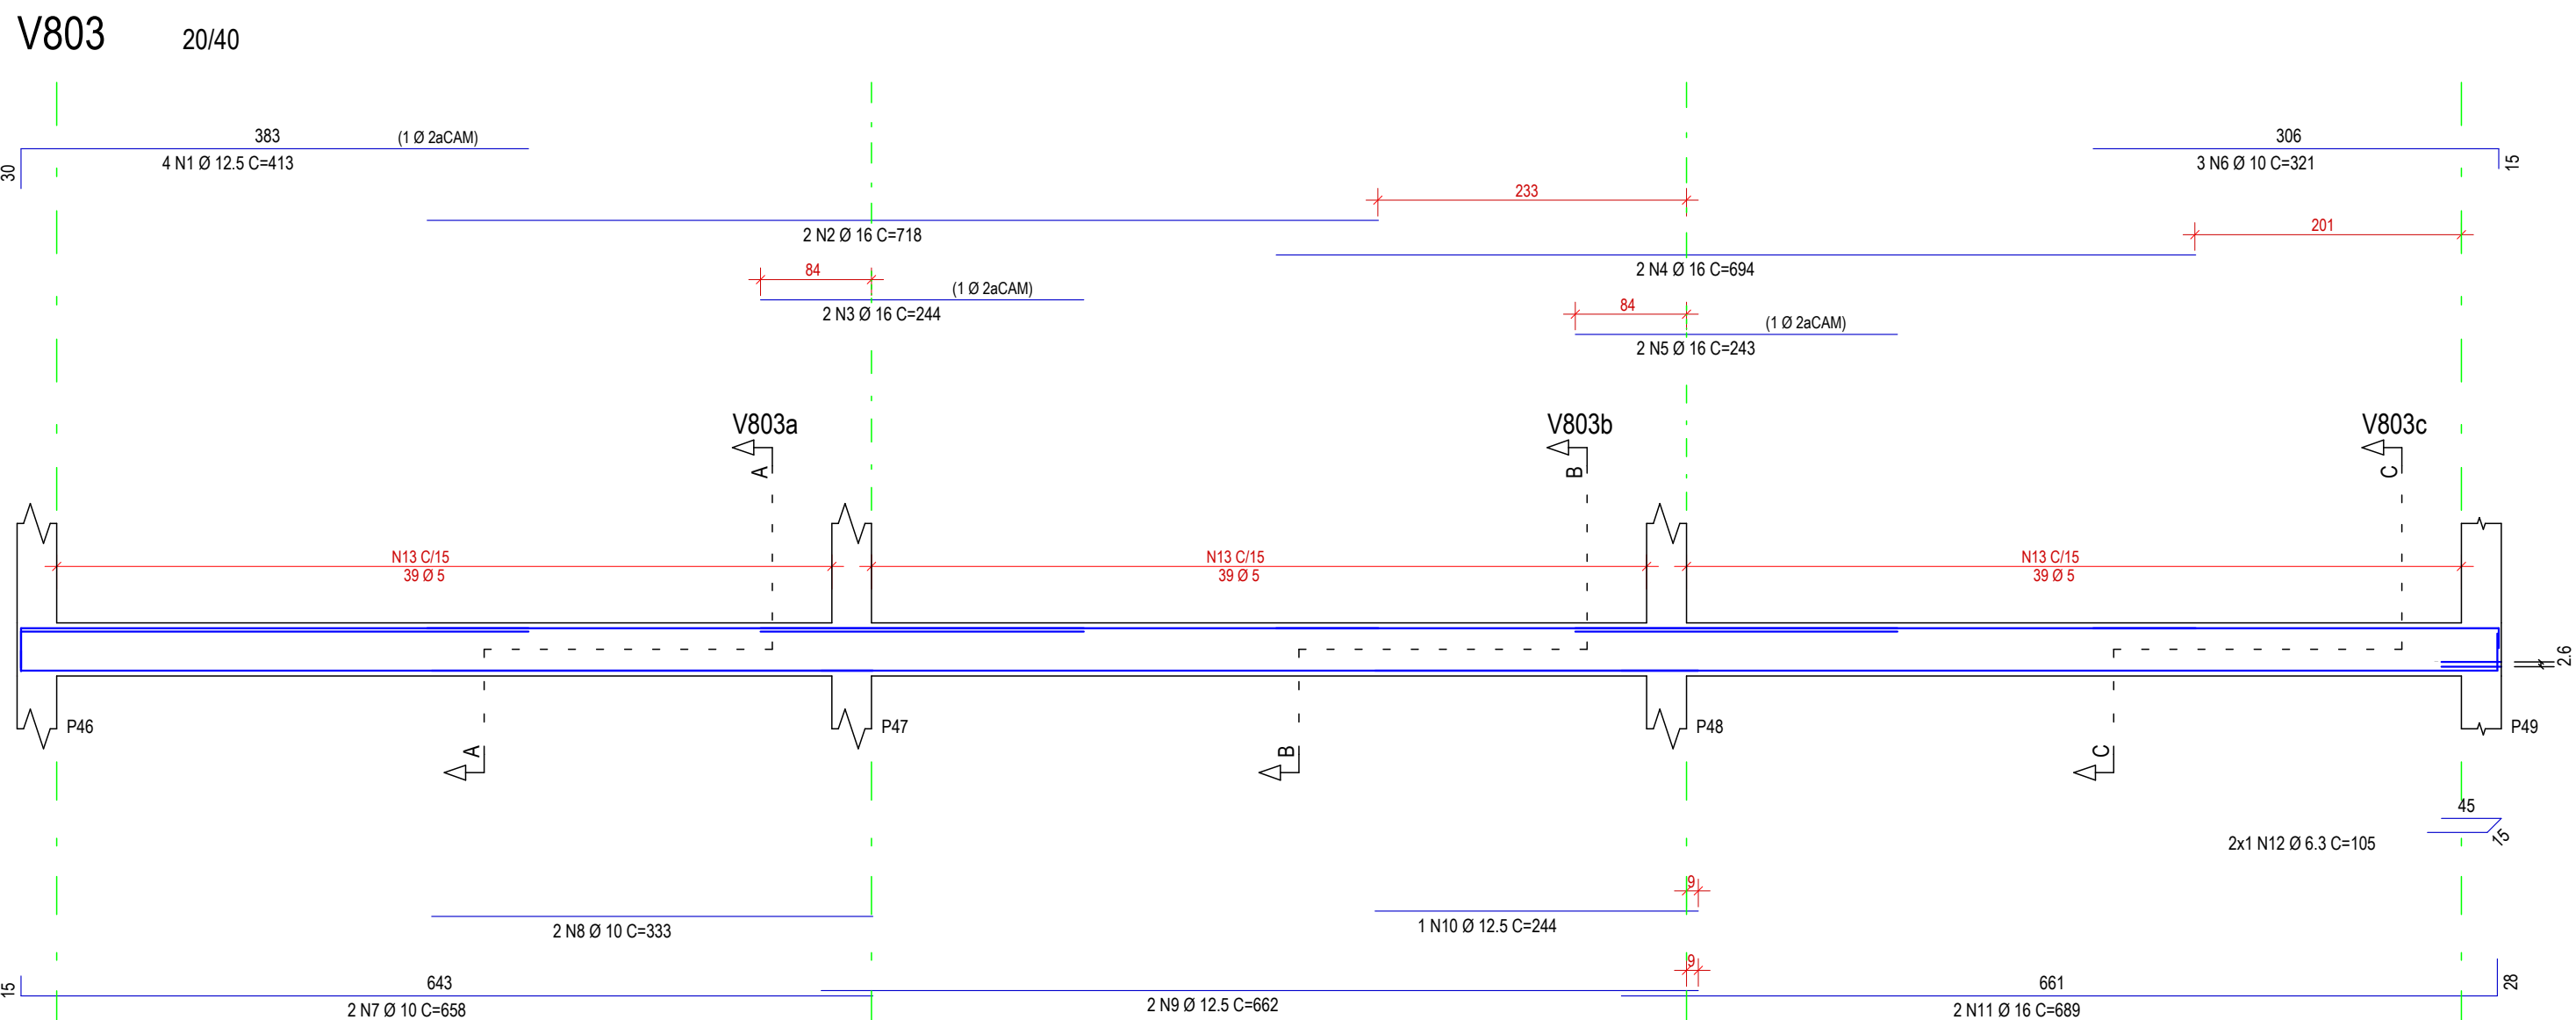 V803 20/40
383 (1 Ø 2aCAM)
30
4 N1 Ø 12.5 C=413
306
15
3 N6 Ø 10 C=321
233
2 N2 Ø 16 C=718
201
2 N4 Ø 16 C=694
84
(1 Ø 2aCAM)
2 N3 Ø 16 C=244
84
(1 Ø 2aCAM)
2 N5 Ø 16 C=243
V803a
A
V803b
B
V803c
C
N13 C/15
39 Ø 5
N13 C/15
39 Ø 5
N13 C/15
39 Ø 5
2.6
P46
P47
P48
P49
A
B
C
45
15
2x1 N12 Ø 6.3 C=105
9
2 N8 Ø 10 C=333
1 N10 Ø 12.5 C=244
9
15
643
2 N7 Ø 10 C=658
2 N9 Ø 12.5 C=662
661
28
2 N11 Ø 16 C=689